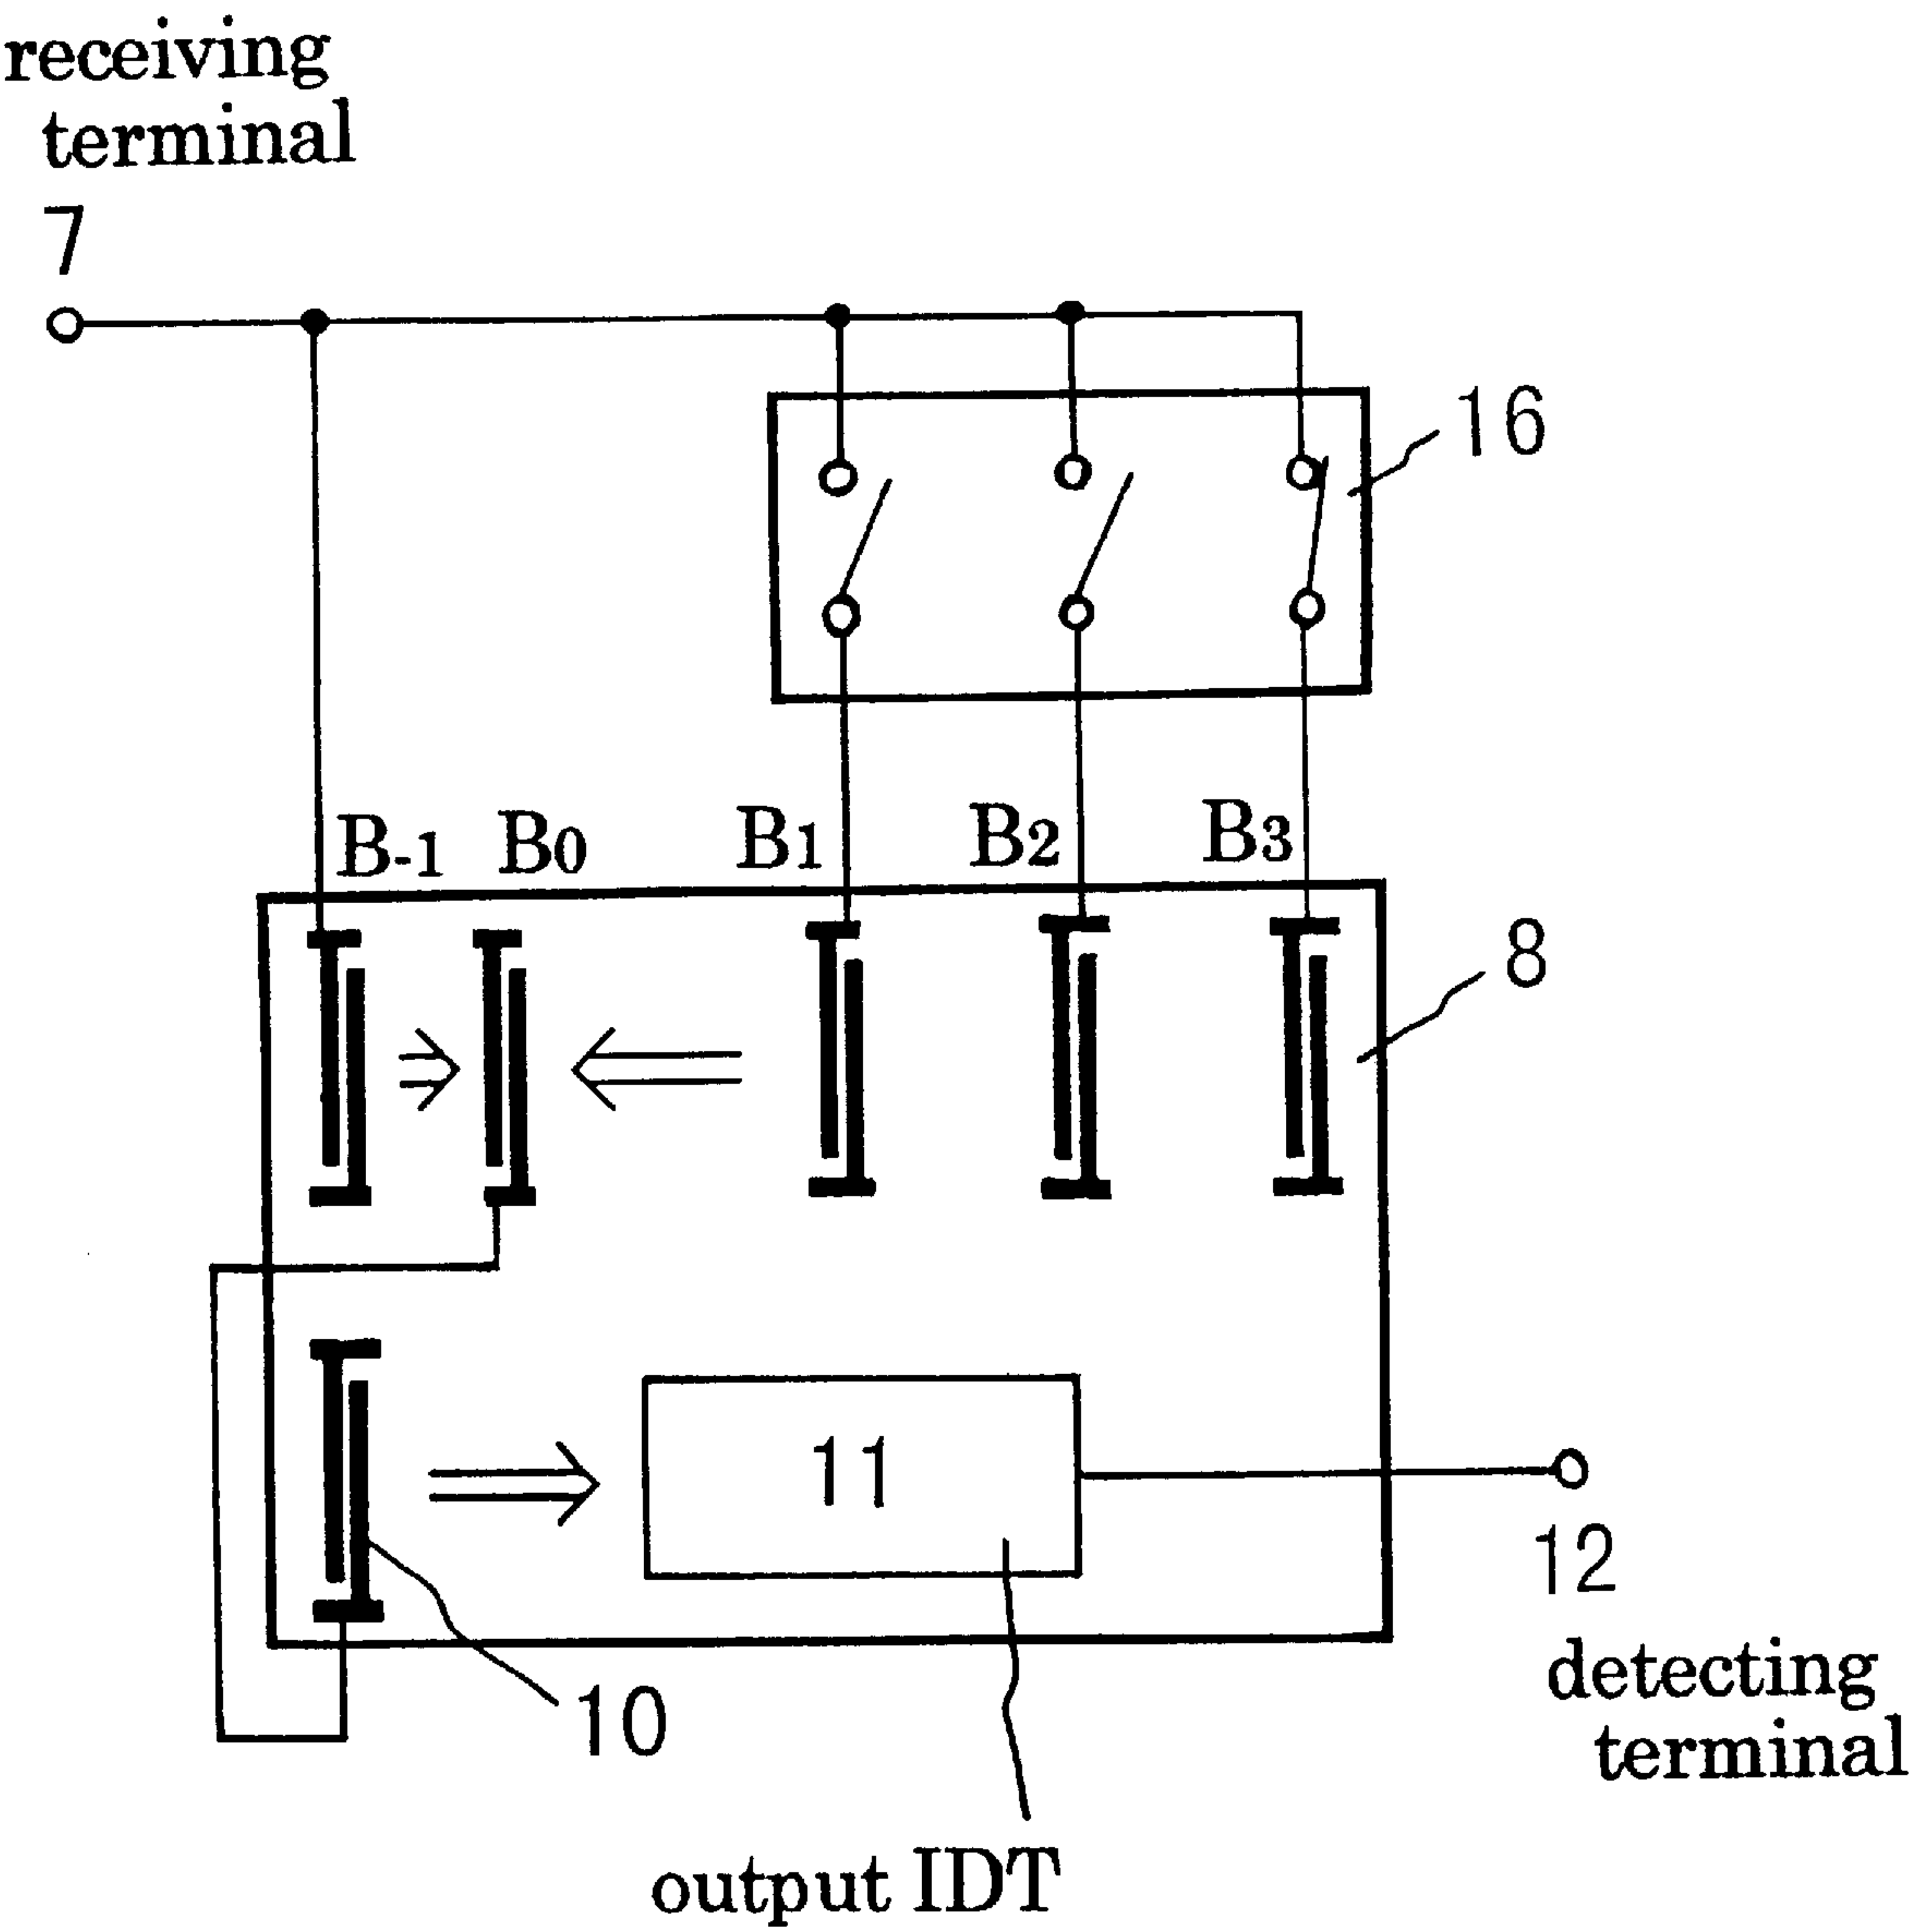 receiving
terminal
7
16
B-1 B0 B1 B2 B3
8
11
12
detecting
terminal
10
output IDT